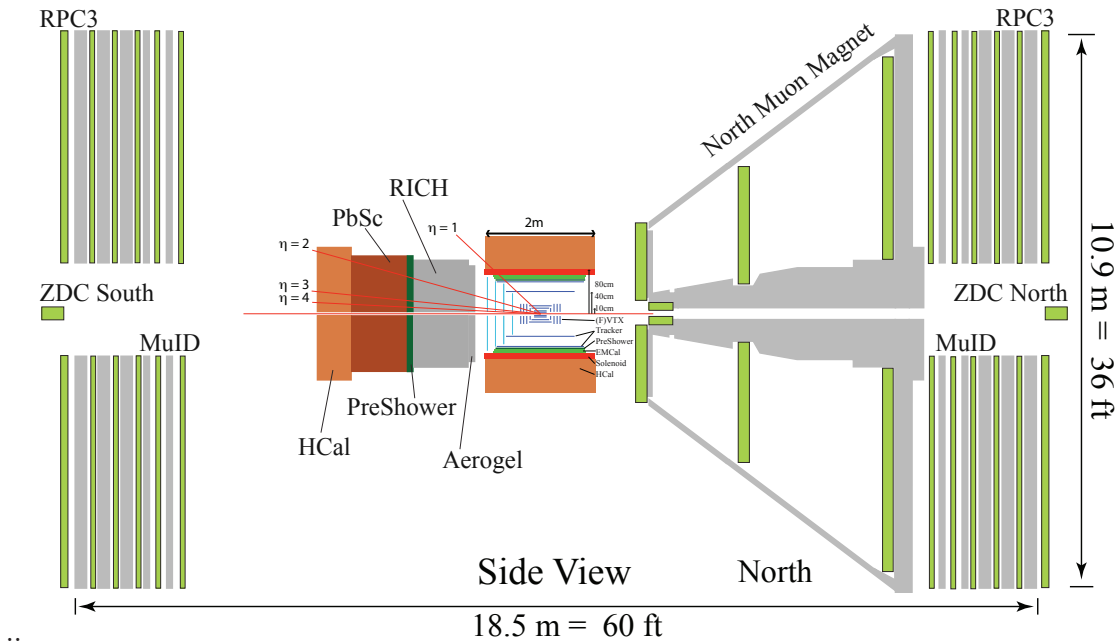 RPC3
RPC3
North Muon Magnet
RICH
PbSc
η = 1
2m
η = 2
80cm
η = 3
40cm
η = 4
10cm
ZDC South
ZDC North
(F)VTX
Tracker
MuID
PreShower
MuID
EMCal
Solenoid
HCal
PreShower
HCal
Aerogel
10.9 m = 36 ft
Side View
North
18.5 m = 60 ft
..